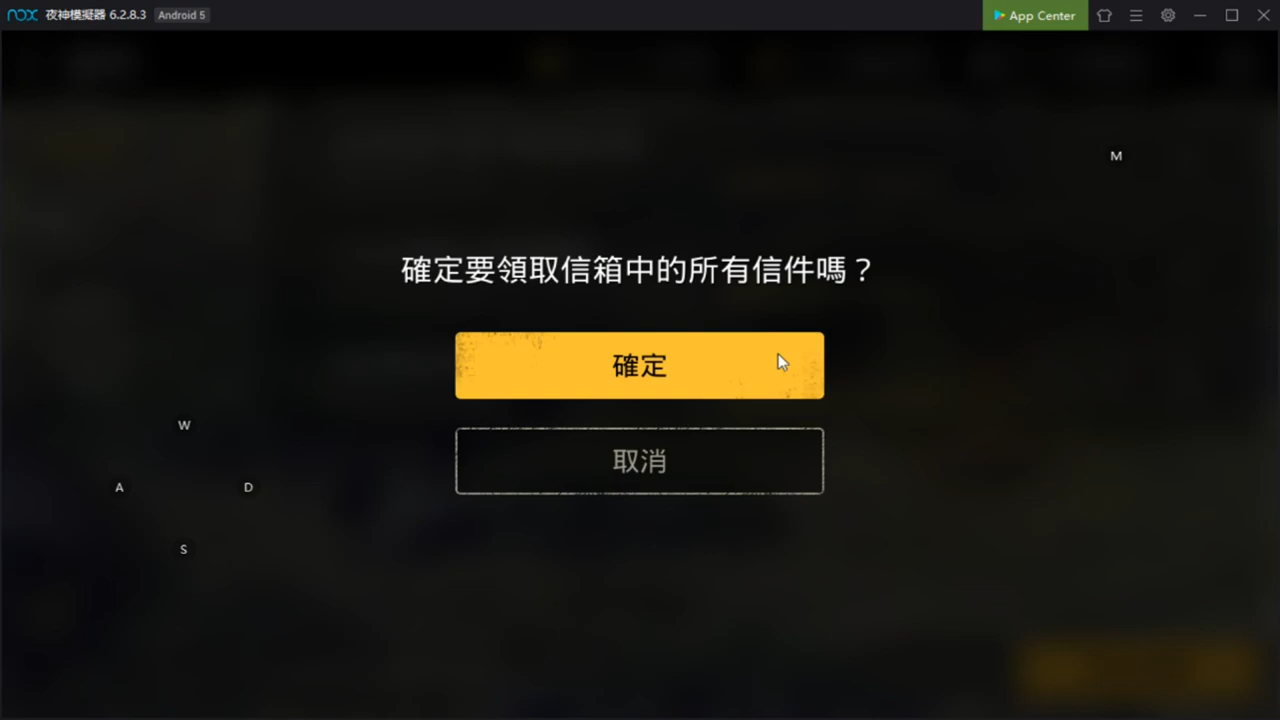 nox 夜神模擬器 6.2.8.3 Android 5 App Center
M
確定要領取信箱中的所有信件嗎？
確定
取消
W
A D
S